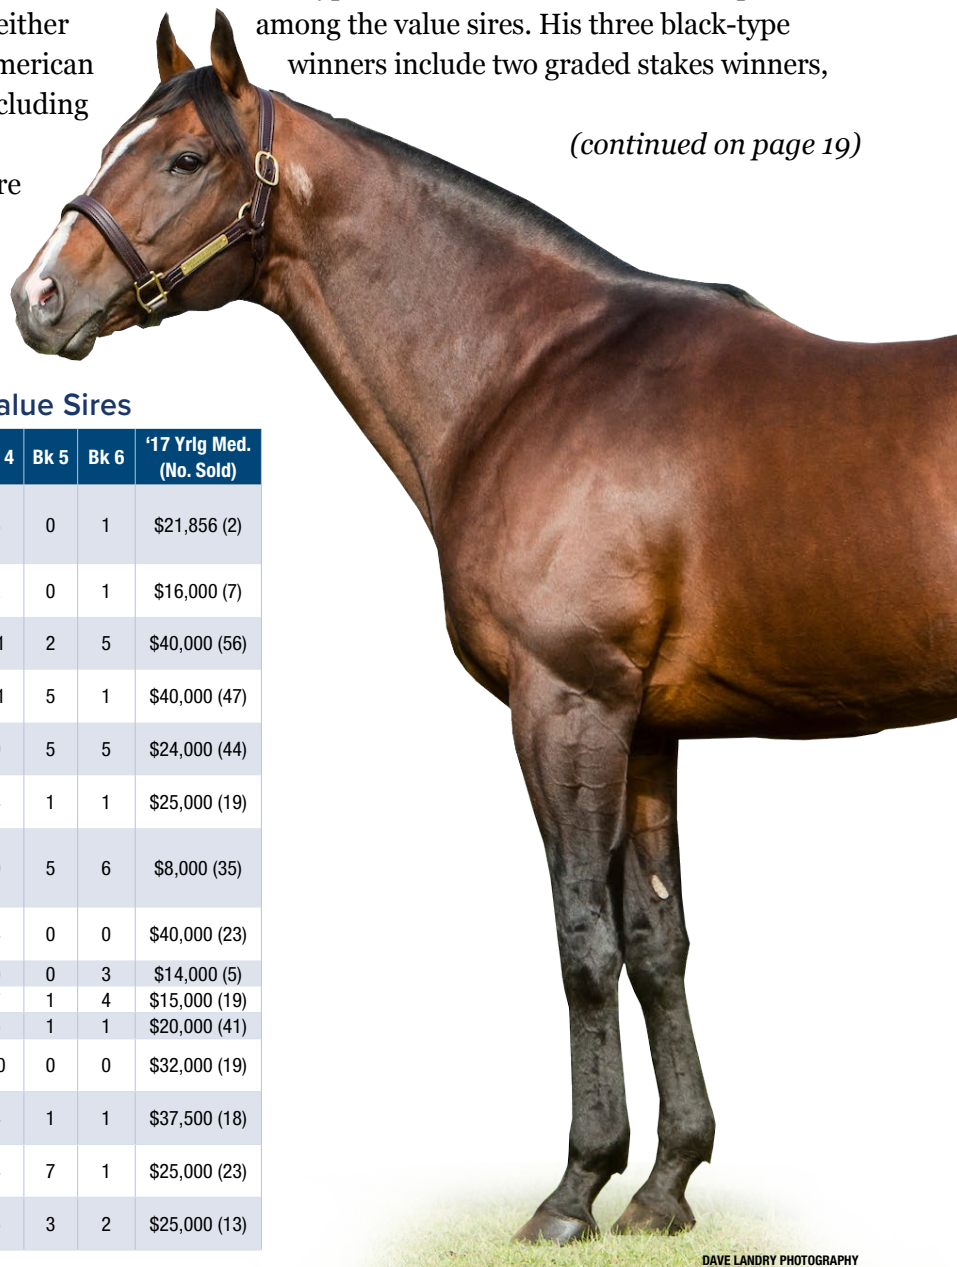 either
merican
cluding
re
among the value sires. His three black-type
winners include two graded stakes winners,
(continued on page 19)
alue Sires
4 Bk 5 Bk 6 '17 Yrlg Med. (No. Sold)
0 1 $21,856 (2)
0 1 $16,000 (7)
1 2 5 $40,000 (56)
1 5 1 $40,000 (47)
5 5 $24,000 (44)
1 1 $25,000 (19)
5 6 $8,000 (35)
0 0 $40,000 (23)
0 3 $14,000 (5)
1 4 $15,000 (19)
1 1 $20,000 (41)
0 0 0 $32,000 (19)
1 1 $37,500 (18)
7 1 $25,000 (23)
3 2 $25,000 (13)
DAVE LANDRY PHOTOGRAPHY